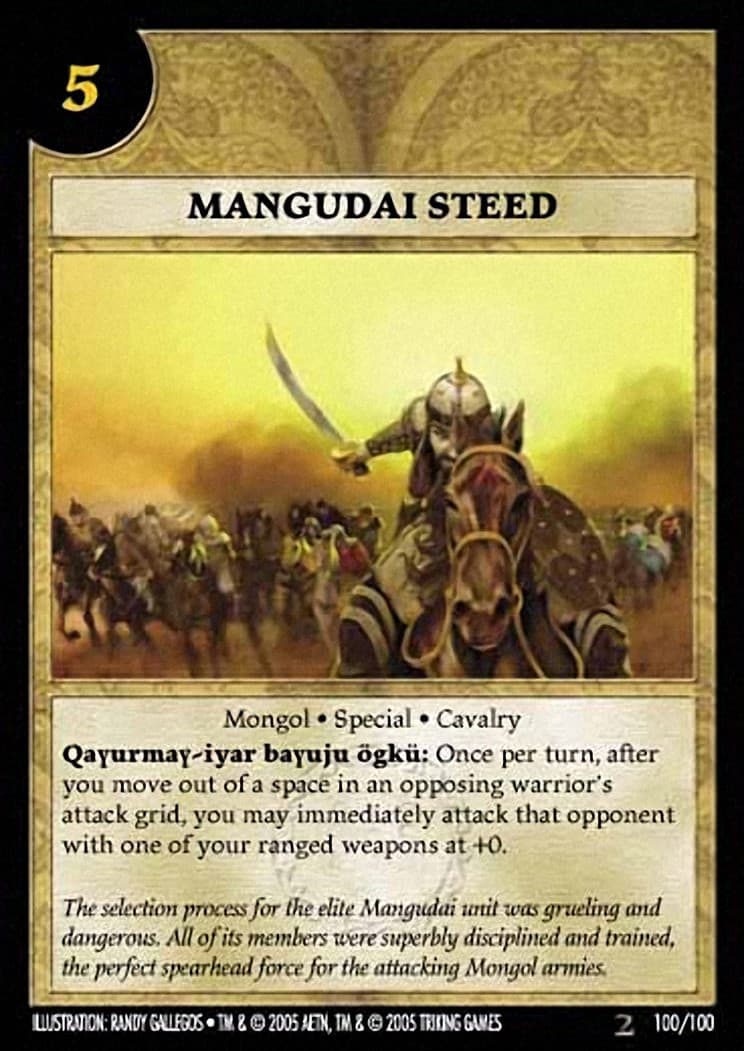 5
MANGUDAI STEED
Mongol • Special • Cavalry
Qaγurmaγ-iyar baγuju ögkü: Once per turn, after
you move out of a space in an opposing warrior's
attack grid, you may immediately attack that opponent
with one of your ranged weapons at +0.
The selection process for the elite Mangudai unit was grueling and
dangerous. All of its members were superbly disciplined and trained,
the perfect spearhead force for the attacking Mongol armies.
ILLUSTRATION: RANDY GALLEGOS • TM & © 2005 AETN, TM & © 2005 TRIKING GAMES 2 100/100